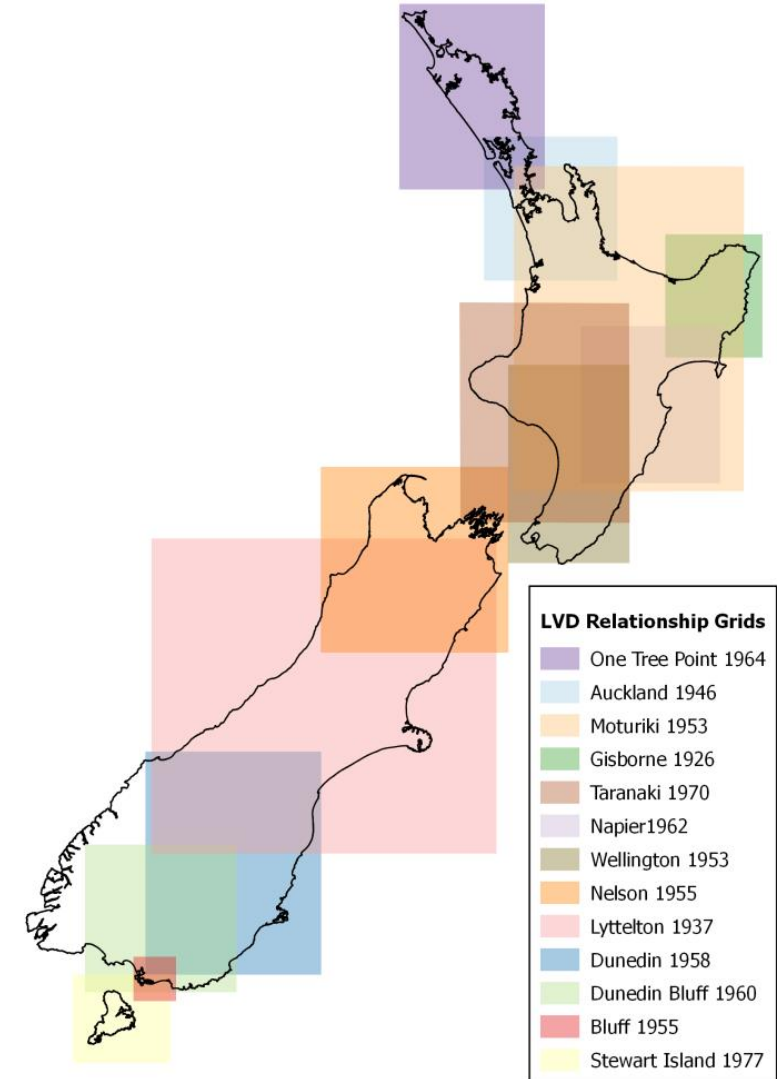 LVD Relationship Grids
One Tree Point 1964
Auckland 1946
Moturiki 1953
Gisborne 1926
Taranaki 1970
Napier1962
Wellington 1953
Nelson 1955
Lyttelton 1937
Dunedin 1958
Dunedin Bluff 1960
Bluff 1955
Stewart Island 1977